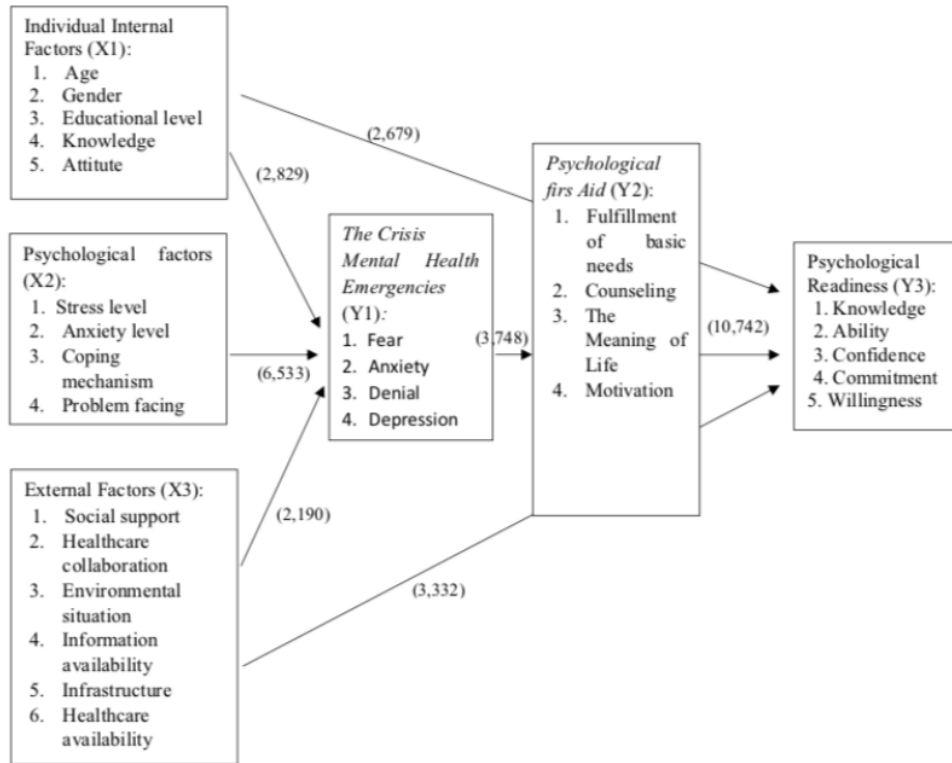 Individual Internal
Factors (X1):
1. Age
2. Gender
3. Educational level
4. Knowledge
5. Attitute
(2,679)
(2,829)
Psychological factors
(X2):
1. Stress level
2. Anxiety level
3. Coping
mechanism
4. Problem facing
(6,533)
The Crisis
Mental Health
Emergencies
(Y1):
1. Fear
2. Anxiety
3. Denial
4. Depression
(3,748)
Psychological
firs Aid (Y2):
1. Fulfillment
of basic
needs
2. Counseling
3. The
Meaning of
Life
4. Motivation
(10,742)
Psychological
Readiness (Y3):
1. Knowledge
2. Ability
3. Confidence
4. Commitment
5. Willingness
External Factors (X3):
1. Social support
2. Healthcare
collaboration
3. Environmental
situation
4. Information
availability
5. Infrastructure
6. Healthcare
availability
(2,190)
(3,332)